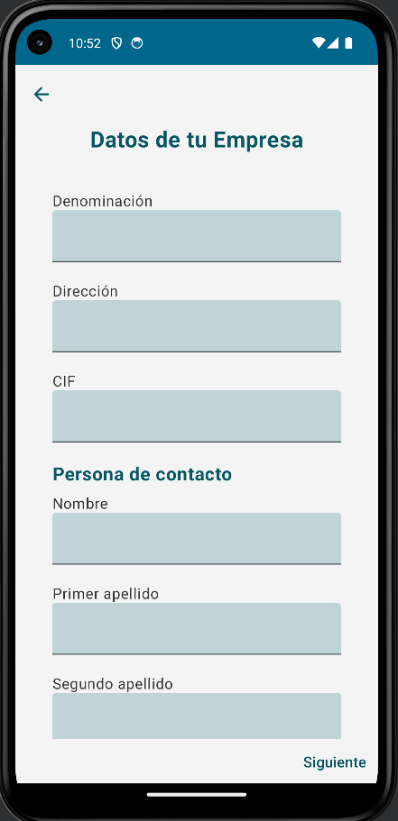 10:52
Datos de tu Empresa
Denominación
Dirección
CIF
Persona de contacto
Nombre
Primer apellido
Segundo apellido
Siguiente